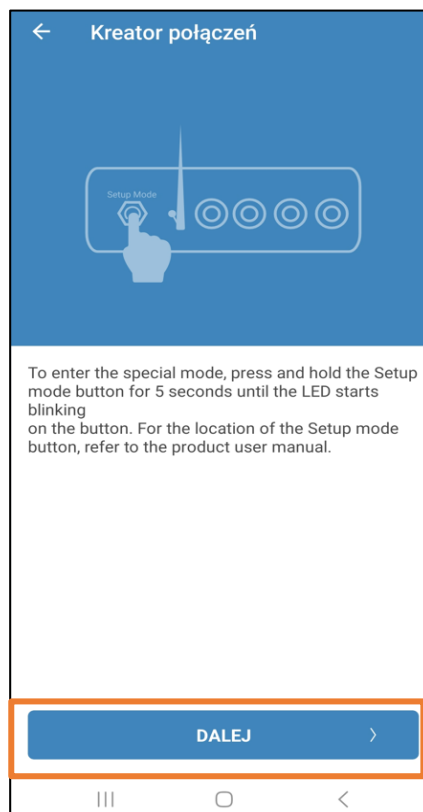 Kreator połączeń
Setup Mode
To enter the special mode, press and hold the Setup
mode button for 5 seconds until the LED starts
blinking
on the button. For the location of the Setup mode
button, refer to the product user manual.
DALEJ